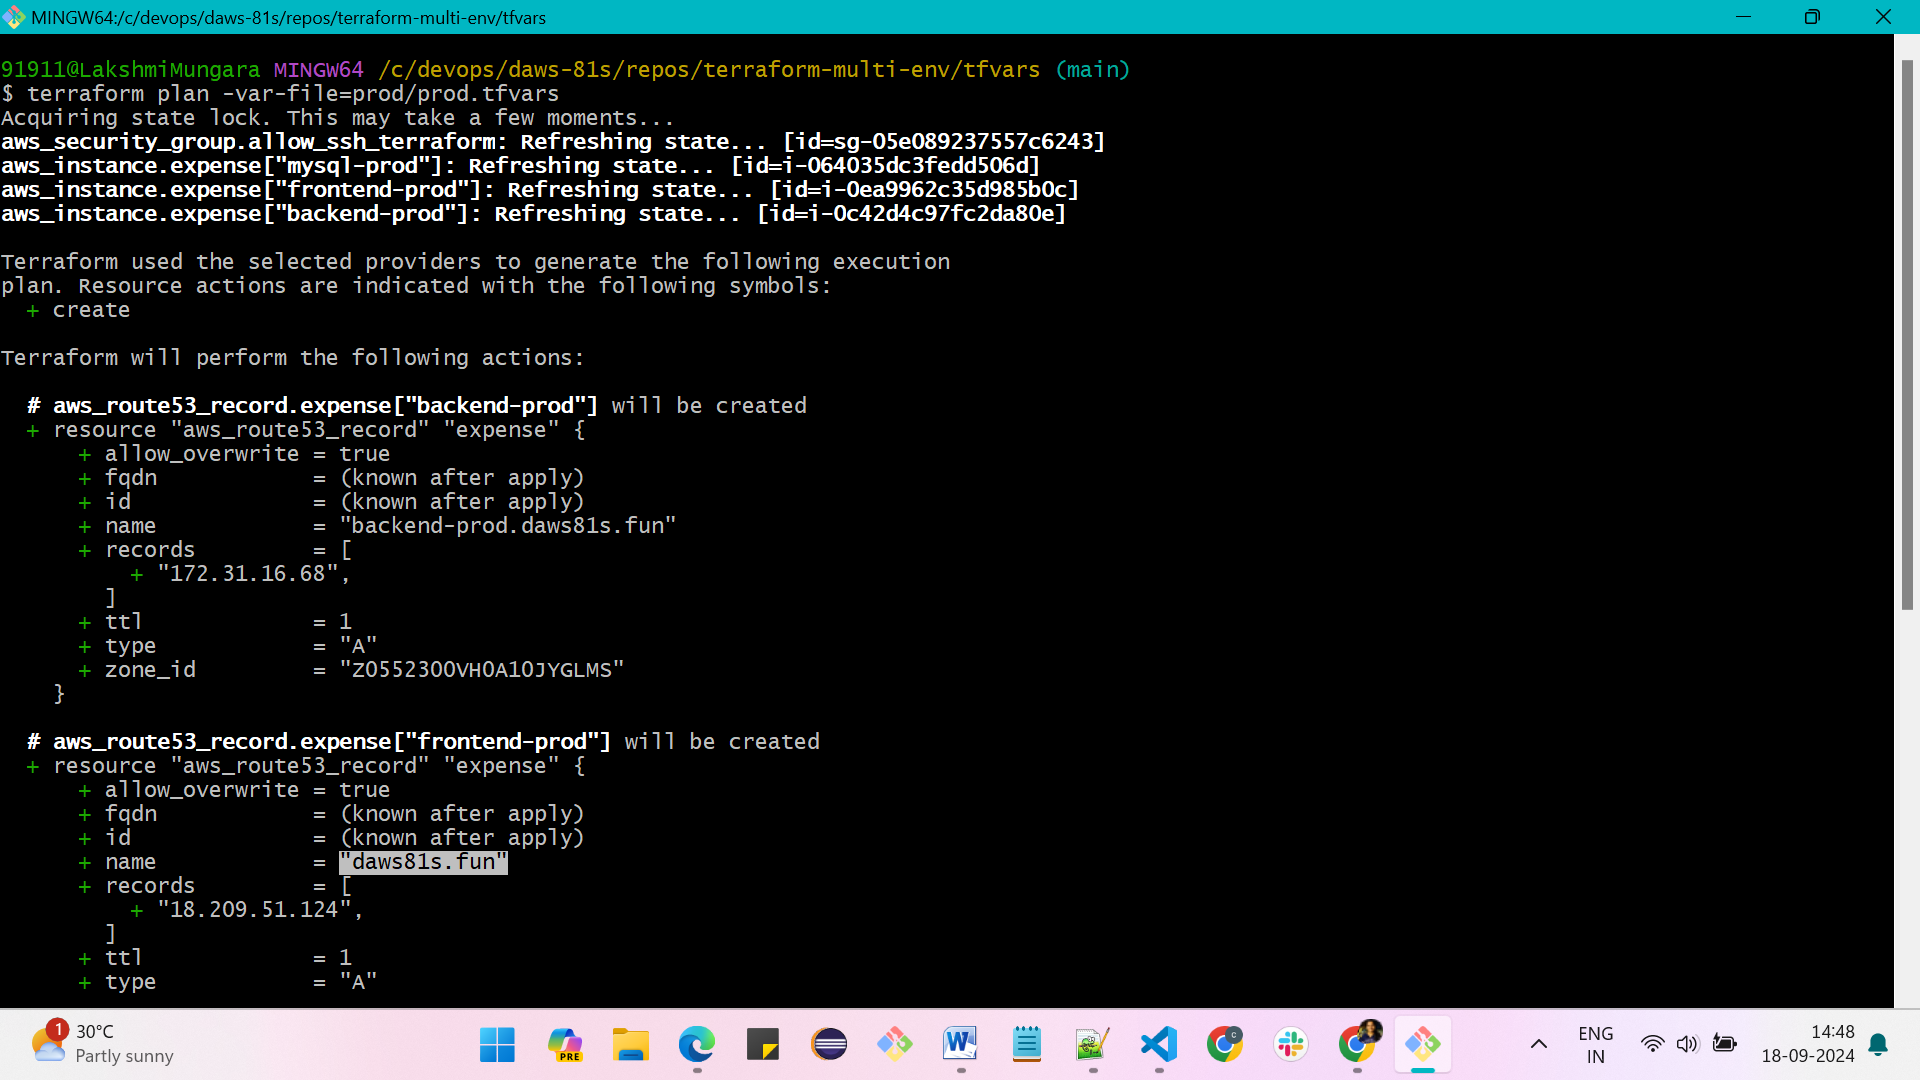 MINGW64:/c/devops/daws-81s/repos/terraform-multi-env/tfvars
91911@LakshmiMungara MINGW64 /c/devops/daws-81s/repos/terraform-multi-env/tfvars (main)
$ terraform plan -var-file=prod/prod.tfvars
Acquiring state lock. This may take a few moments...
aws_security_group.allow_ssh_terraform: Refreshing state... [id=sg-05e089237557c6243]
aws_instance.expense["mysql-prod"]: Refreshing state... [id=i-064035dc3fedd506d]
aws_instance.expense["frontend-prod"]: Refreshing state... [id=i-0ea9962c35d985b0c]
aws_instance.expense["backend-prod"]: Refreshing state... [id=i-0c42d4c97fc2da80e]
Terraform used the selected providers to generate the following execution
plan. Resource actions are indicated with the following symbols:
  + create
Terraform will perform the following actions:
  # aws_route53_record.expense["backend-prod"] will be created
  + resource "aws_route53_record" "expense" {
      + allow_overwrite = true
      + fqdn            = (known after apply)
      + id              = (known after apply)
      + name            = "backend-prod.daws81s.fun"
      + records         = [
          + "172.31.16.68",
        ]
      + ttl             = 1
      + type            = "A"
      + zone_id         = "Z0552300VH0A10JYGLMS"
    }
  # aws_route53_record.expense["frontend-prod"] will be created
  + resource "aws_route53_record" "expense" {
      + allow_overwrite = true
      + fqdn            = (known after apply)
      + id              = (known after apply)
      + name            = "daws81s.fun"
      + records         = [
          + "18.209.51.124",
        ]
      + ttl             = 1
      + type            = "A"
1
30°C
Partly sunny
PRE
W
C
ENG
IN
14:48
18-09-2024